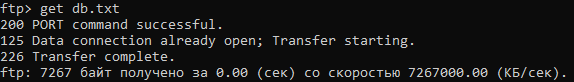 ftp> get db.txt
200 PORT command successful.
125 Data connection already open; Transfer starting.
226 Transfer complete.
ftp: 7267 байт получено за 0.00 (сек) со скоростью 7267000.00 (КБ/сек).